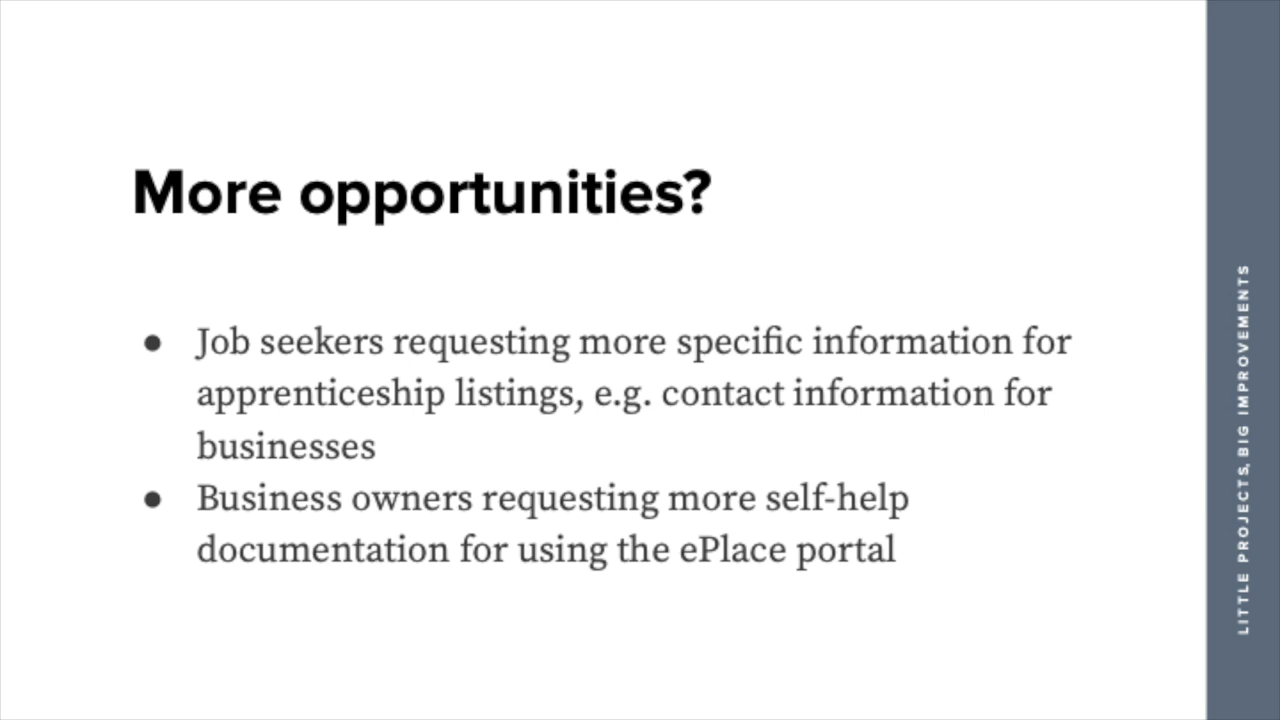 More opportunities?
● Job seekers requesting more specific information for
apprenticeship listings, e.g. contact information for
businesses
● Business owners requesting more self-help
documentation for using the ePlace portal
LITTLE PROJECTS, BIG IMPROVEMENTS